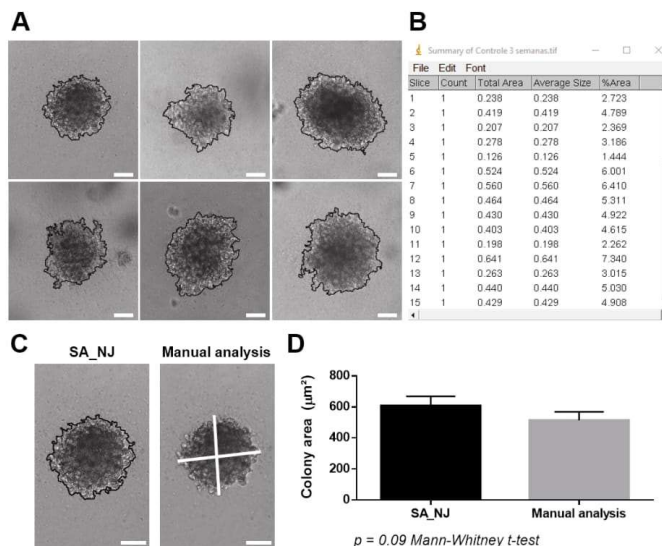 A
B
Summary of Controle 3 semanas.tif
File Edit Font
Slice Count Total Area Average Size %Area
1 1 0.238 0.238 2.723
2 1 0.419 0.419 4.789
3 1 0.207 0.207 2.369
4 1 0.278 0.278 3.186
5 1 0.126 0.126 1.444
6 1 0.524 0.524 6.001
7 1 0.560 0.560 6.410
8 1 0.464 0.464 5.311
9 1 0.430 0.430 4.922
10 1 0.403 0.403 4.615
11 1 0.198 0.198 2.262
12 1 0.641 0.641 7.340
13 1 0.263 0.263 3.015
14 1 0.440 0.440 5.030
15 1 0.429 0.429 4.908
C
SA_NJ Manual analysis
D
Colony area (μm²)
800
600
400
200
0
SA_NJ Manual analysis
p = 0.09 Mann-Whitney t-test